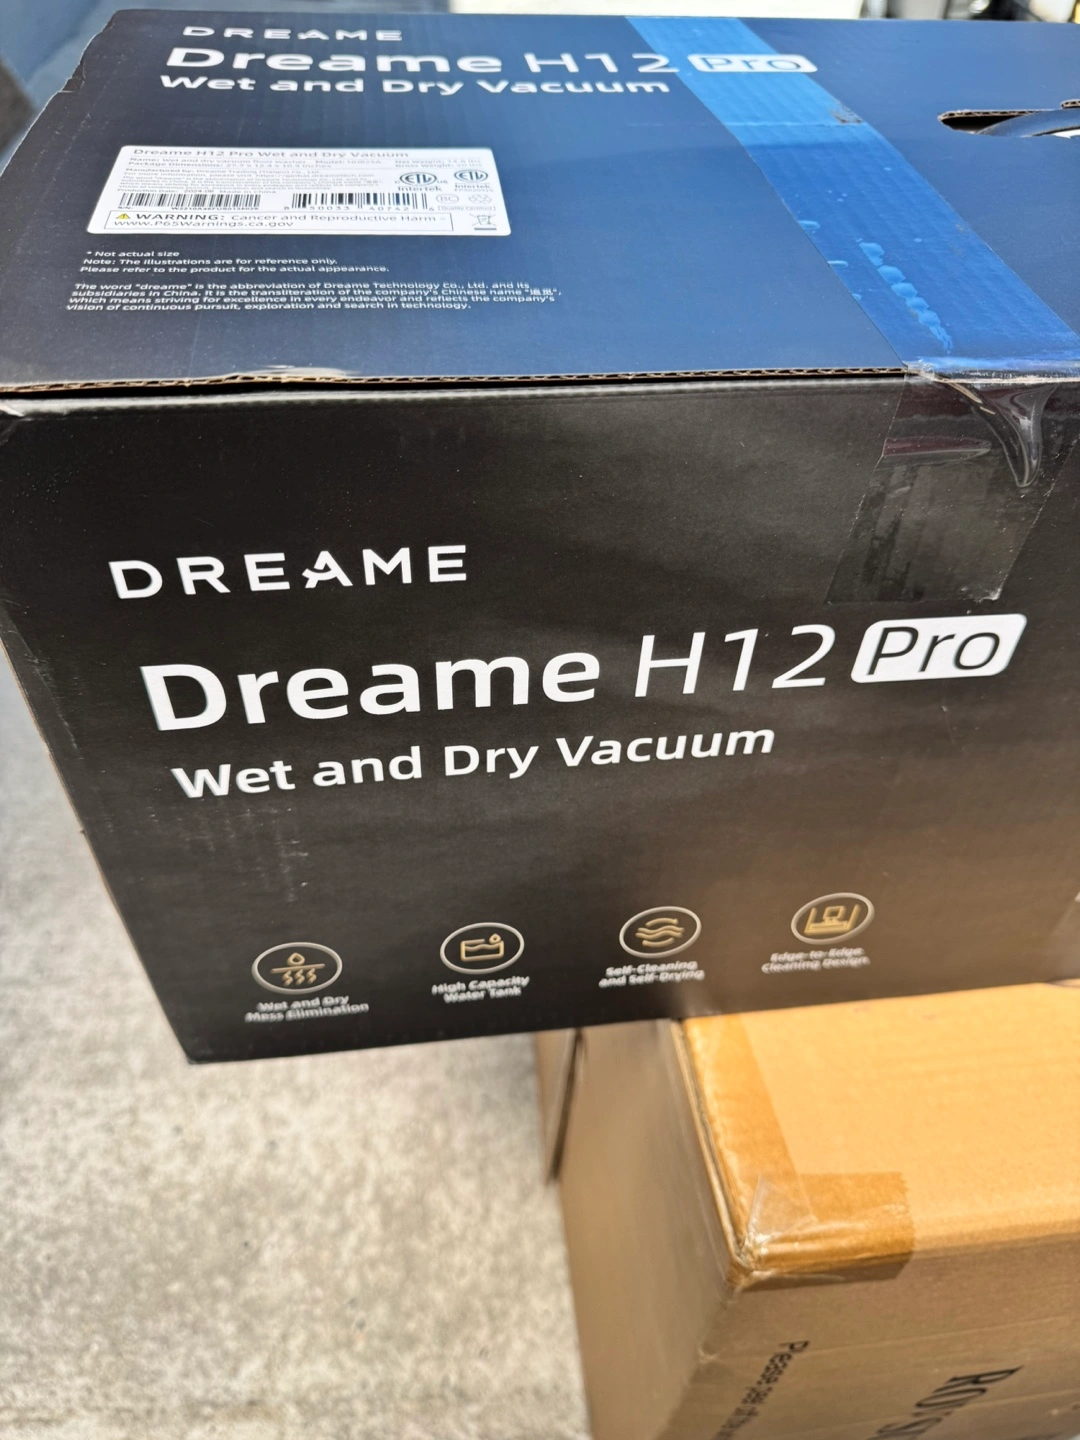 DREAME
Dreame H12 Pro
Wet and Dry Vacuum
Dreame H12 Pro Wet and Dry Vacuum
Intertek
Intertek
WARNING: Cancer and Reproductive Harm -
www.P65Warnings.ca.gov
* Not actual size
Note: The illustrations are for reference only.
Please refer to the product for the actual appearance.
The word "dreame" is the abbreviation of Dreame Technology Co., Ltd. and its
subsidiaries in China. It is the transliteration of the company's Chinese name "追觅",
which means striving for excellence in every endeavor and reflects the company's
vision of continuous pursuit, exploration and search in technology.
DREAME
Dreame H12 Pro
Wet and Dry Vacuum
Wet and Dry
Mess Elimination
High Capacity
Water Tank
Self-Cleaning
and Self-Drying
Edge-to-Edge
Cleaning Design
Please